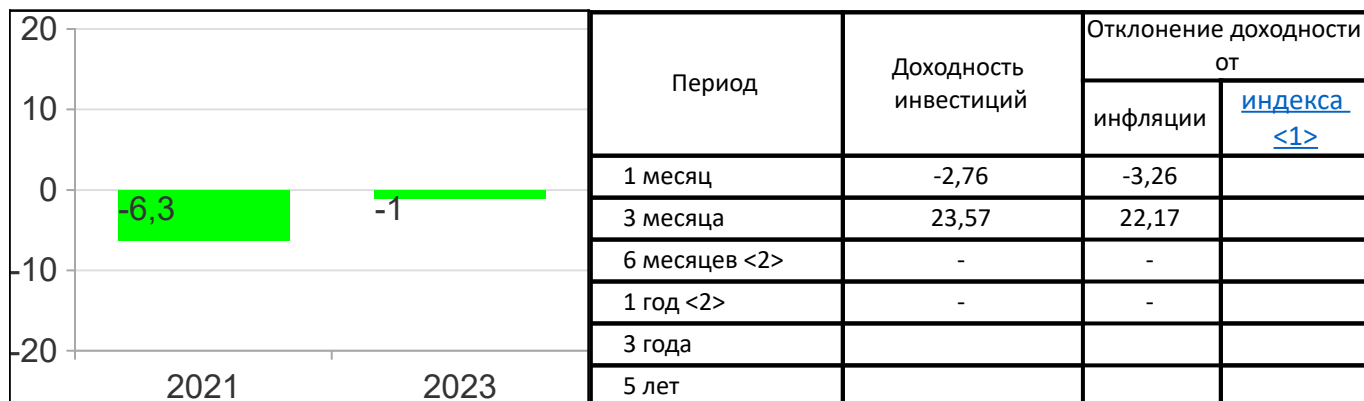 20
10
0
-10
-20
-6,3
-1
2021 2023
Период
Доходность
инвестиций
Отклонение доходности
от
инфляции
индекса
<1>
1 месяц -2,76 -3,26
3 месяца 23,57 22,17
6 месяцев <2> - -
1 год <2> - -
3 года
5 лет